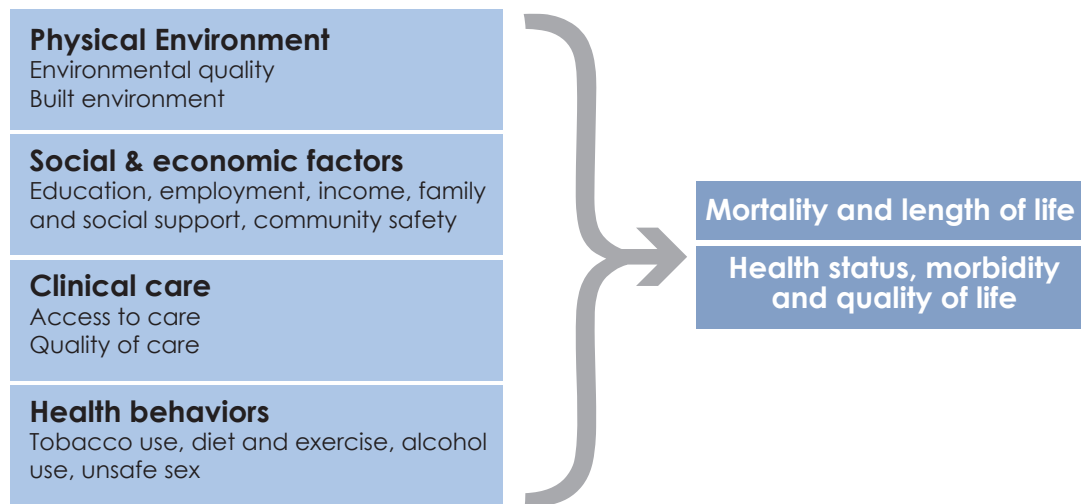 Physical Environment
Environmental quality
Built environment
Social & economic factors
Education, employment, income, family
and social support, community safety
Clinical care
Access to care
Quality of care
Health behaviors
Tobacco use, diet and exercise, alcohol
use, unsafe sex
Mortality and length of life
Health status, morbidity
and quality of life